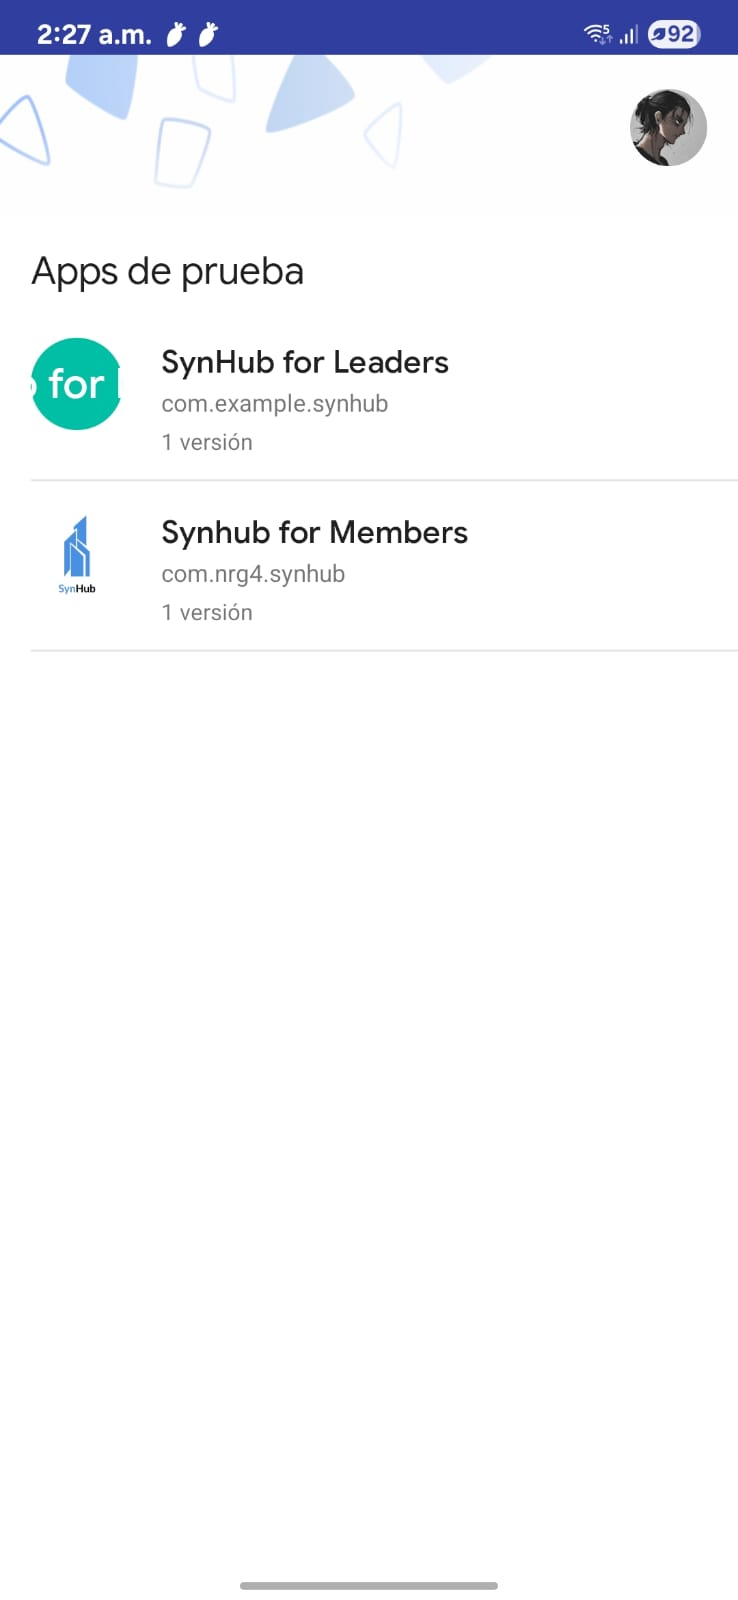 2:27 a.m.
5
92
Apps de prueba
for
SynHub for Leaders
com.example.synhub
1 versión
SynHub
Synhub for Members
com.nrg4.synhub
1 versión